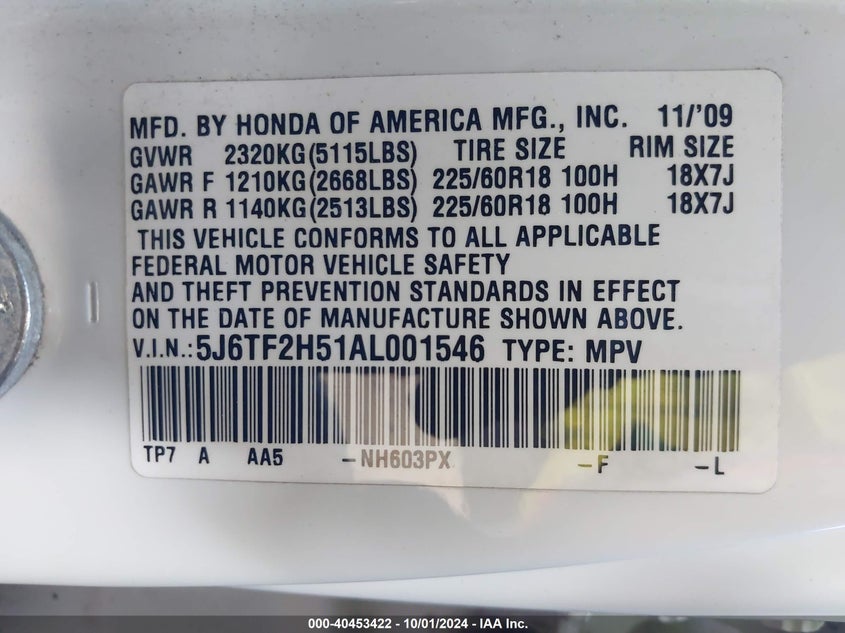 MFD. BY HONDA OF AMERICA MFG., INC. 11/'09
GVWR 2320KG(5115LBS) TIRE SIZE RIM SIZE
GAWR F 1210KG(2668LBS) 225/60R18 100H 18X7J
GAWR R 1140KG(2513LBS) 225/60R18 100H 18X7J
THIS VEHICLE CONFORMS TO ALL APPLICABLE
FEDERAL MOTOR VEHICLE SAFETY
AND THEFT PREVENTION STANDARDS IN EFFECT
ON THE DATE OF MANUFACTURE SHOWN ABOVE.
V.I.N.:5J6TF2H51AL001546 TYPE: MPV
TP7 A AA5 -NH603PX -F -L
000-40453422 - 10/01/2024 - IAA Inc.